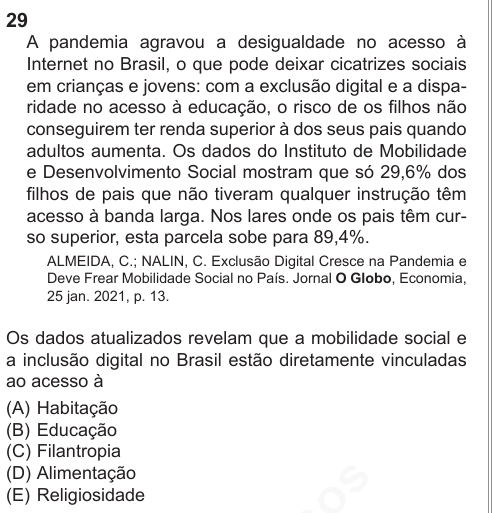 29
A pandemia agravou a desigualdade no acesso à
Internet no Brasil, o que pode deixar cicatrizes sociais
em crianças e jovens: com a exclusão digital e a dispa-
ridade no acesso à educação, o risco de os filhos não
conseguirem ter renda superior à dos seus pais quando
adultos aumenta. Os dados do Instituto de Mobilidade
e Desenvolvimento Social mostram que só 29,6% dos
filhos de pais que não tiveram qualquer instrução têm
acesso à banda larga. Nos lares onde os pais têm cur-
so superior, esta parcela sobe para 89,4%.
ALMEIDA, C.; NALIN, C. Exclusão Digital Cresce na Pandemia e
Deve Frear Mobilidade Social no País. Jornal O Globo, Economia,
25 jan. 2021, p. 13.
Os dados atualizados revelam que a mobilidade social e
a inclusão digital no Brasil estão diretamente vinculadas
ao acesso à
(A) Habitação
(B) Educação
(C) Filantropia
(D) Alimentação
(E) Religiosidade